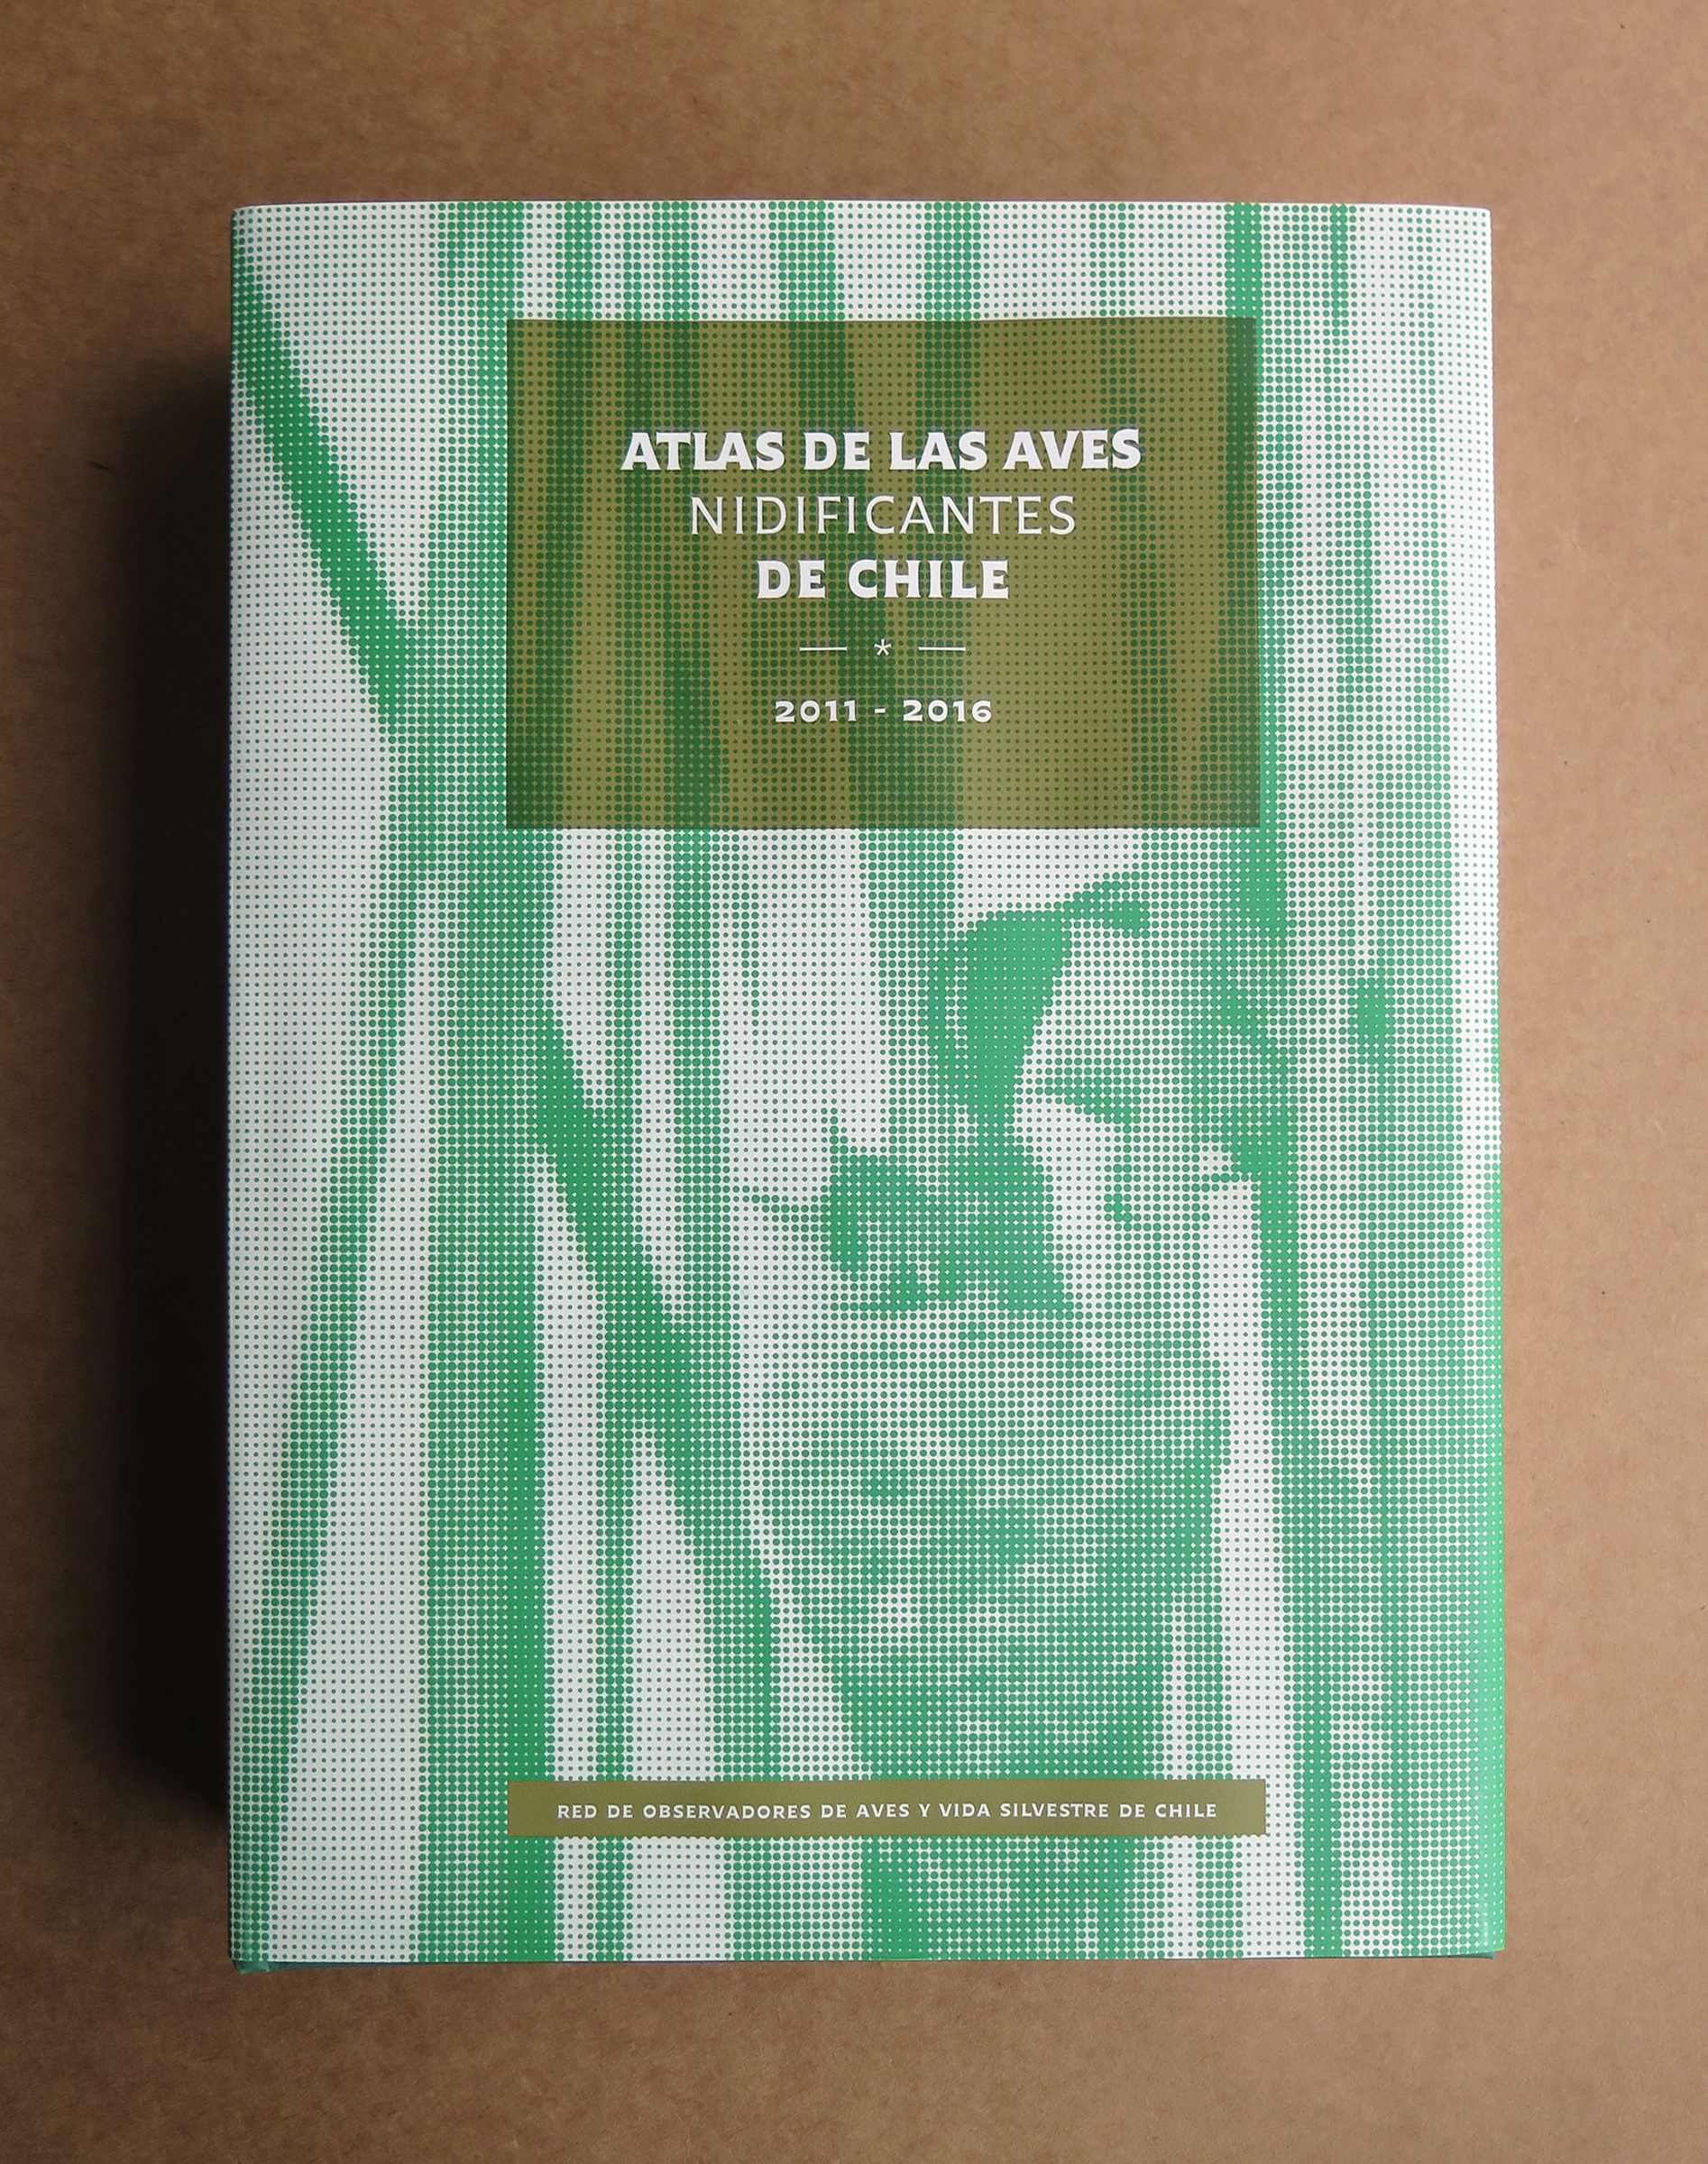 ATLAS DE LAS AVES
NIDIFICANTES
DE CHILE
— * —
2011 - 2016
RED DE OBSERVADORES DE AVES Y VIDA SILVESTRE DE CHILE